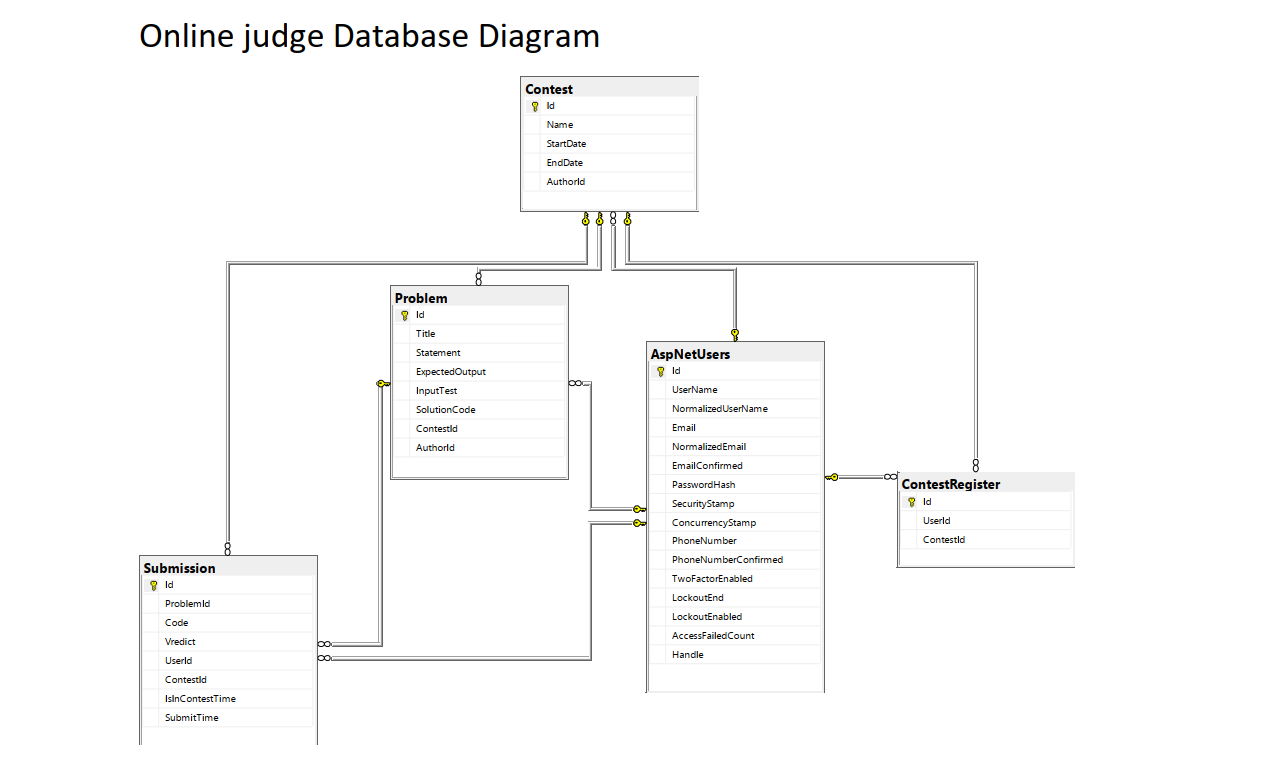 Online judge Database Diagram
Contest
Id
Name
StartDate
EndDate
AuthorId
Problem
Id
Title
Statement
ExpectedOutput
InputTest
SolutionCode
ContestId
AuthorId
AspNetUsers
Id
UserName
NormalizedUserName
Email
NormalizedEmail
EmailConfirmed
PasswordHash
SecurityStamp
ConcurrencyStamp
PhoneNumber
PhoneNumberConfirmed
TwoFactorEnabled
LockoutEnd
LockoutEnabled
AccessFailedCount
Handle
ContestRegister
Id
UserId
ContestId
Submission
Id
ProblemId
Code
Vredict
UserId
ContestId
IsInContestTime
SubmitTime